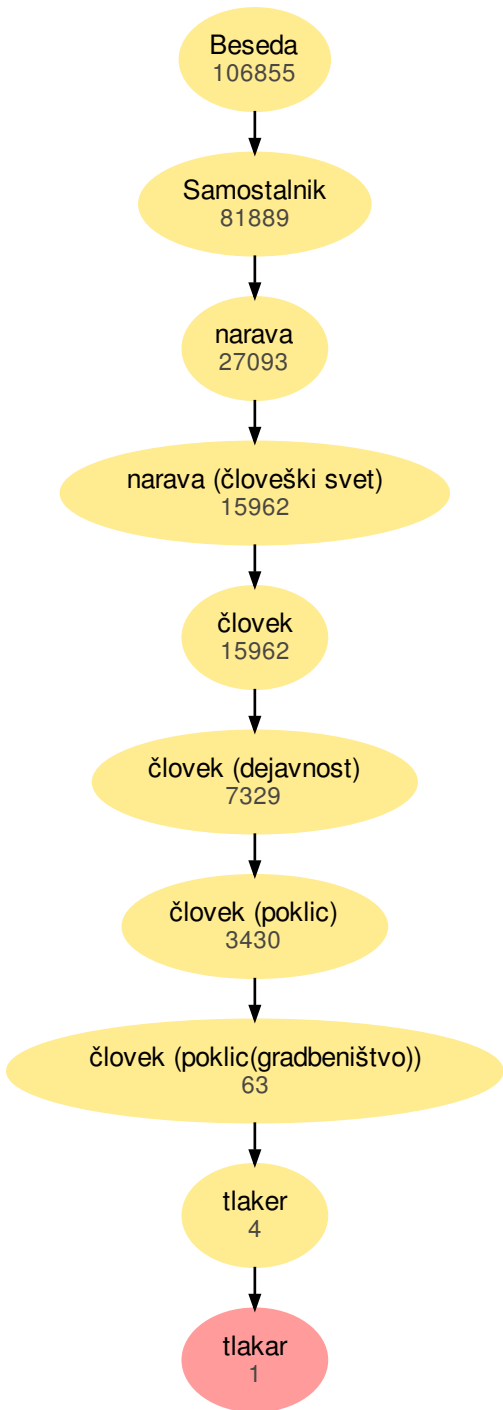 Beseda
106855
Samostalnik
81889
narava
27093
narava (človeški svet)
15962
človek
15962
človek (dejavnost)
7329
človek (poklic)
3430
človek (poklic(gradbeništvo))
63
tlaker
4
tlakar
1